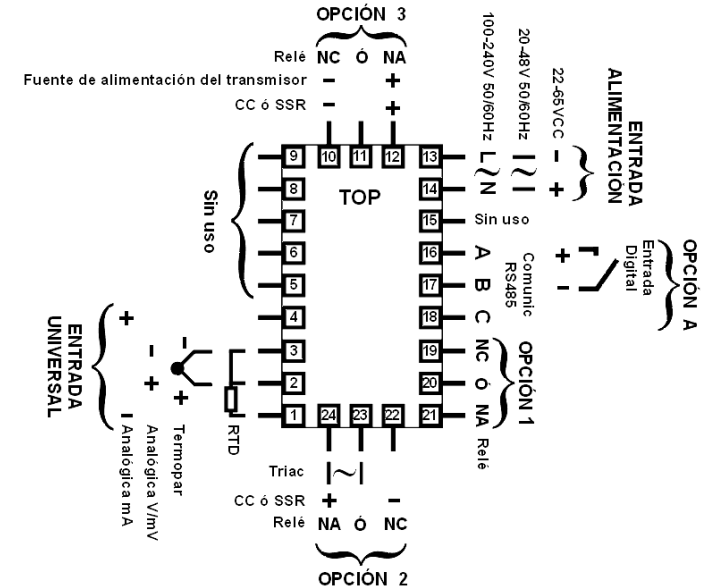 OPCIÓN 3
Relé NC Ó NA
Fuente de alimentación del transmisor - +
CC ó SSR - +
100-240V 50/60Hz
L ~ N
20-48V 50/60Hz
22-65VCC
- +
ENTRADA
ALIMENTACIÓN
9 10 11 12 13
8 TOP 14
7 15 Sin uso
6 16 A
5 17 B
4 18 C
3 19 NC
2 20 Ó
1 24 23 22 21 NA
Sin uso
Comunic
RS485
+
-
Entrada
Digital
OPCIÓN A
OPCIÓN 1
Relé
ENTRADA
UNIVERSAL
+ - Analógica mA
- + Analógica V/mV
- + Termopar
RTD
Triac ~
CC ó SSR + -
Relé NA Ó NC
OPCIÓN 2